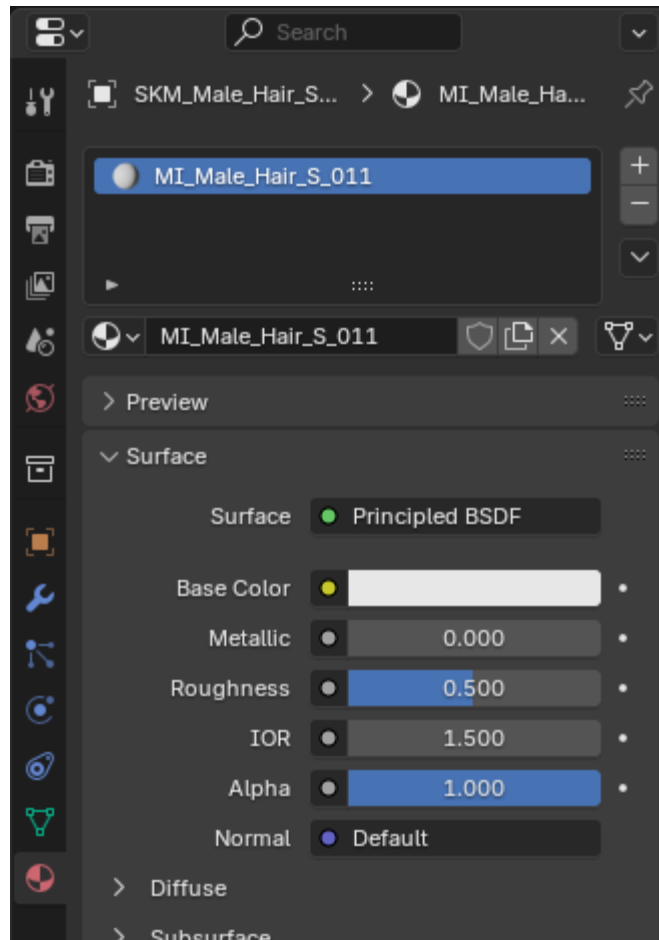 Search
SKM_Male_Hair_S... > MI_Male_Ha...
MI_Male_Hair_S_011
MI_Male_Hair_S_011
Preview
Surface
Surface Principled BSDF
Base Color
Metallic 0.000
Roughness 0.500
IOR 1.500
Alpha 1.000
Normal Default
Diffuse
Subsurface